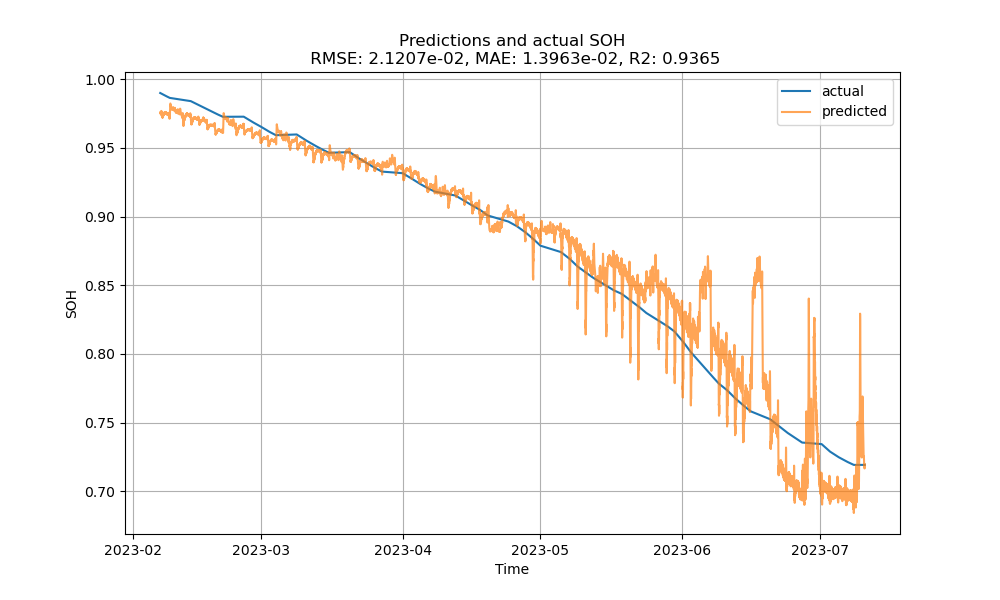 Predictions and actual SOH
RMSE: 2.1207e-02, MAE: 1.3963e-02, R2: 0.9365
actual
predicted
1.00
0.95
0.90
0.85
0.80
0.75
0.70
SOH
2023-02
2023-03
2023-04
2023-05
2023-06
2023-07
Time